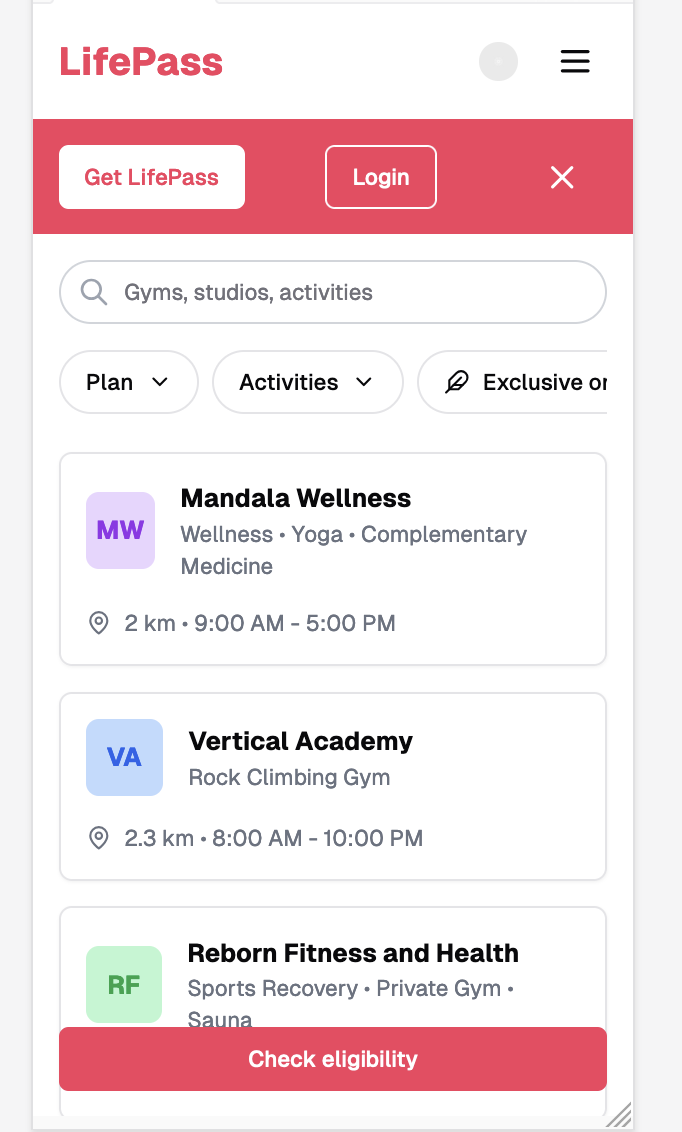 LifePass
Get LifePass
Login
Gyms, studios, activities
Plan
Activities
Exclusive or
MW
Mandala Wellness
Wellness • Yoga • Complementary
Medicine
2 km • 9:00 AM - 5:00 PM
VA
Vertical Academy
Rock Climbing Gym
2.3 km • 8:00 AM - 10:00 PM
RF
Reborn Fitness and Health
Sports Recovery • Private Gym •
Sauna
Check eligibility